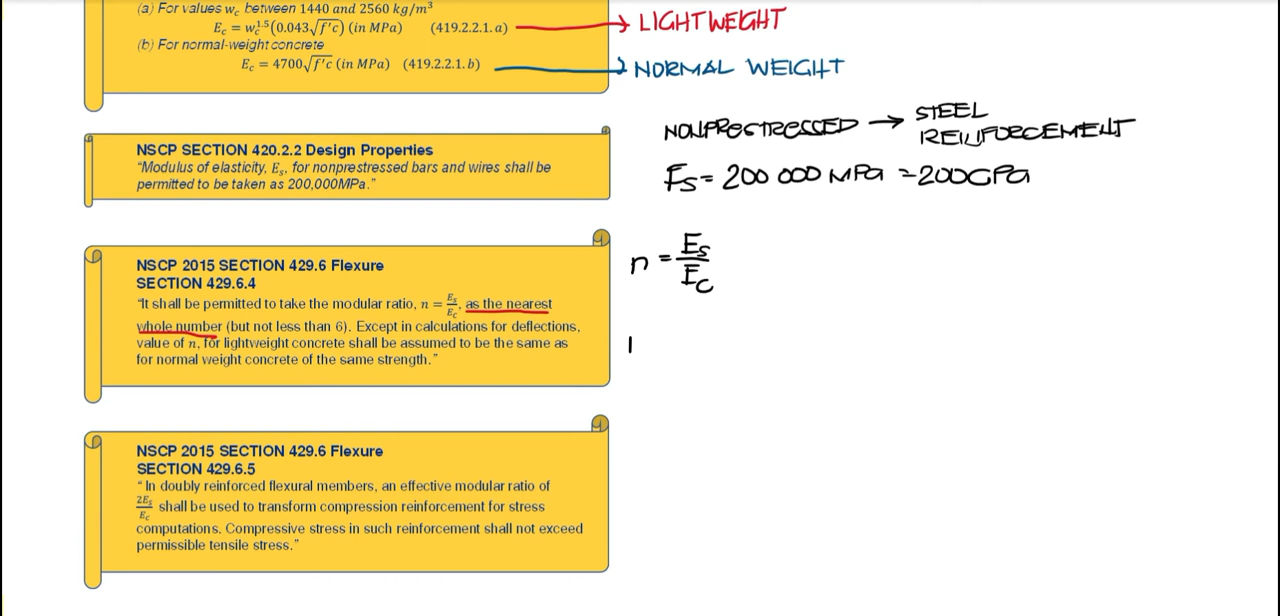 (a) For values w_c between 1440 and 2560 kg/m³
E_c = w_c^1.5(0.043√f'c) (in MPa) (419.2.2.1.a)
LIGHTWEIGHT
(b) For normal-weight concrete
E_c = 4700√f'c (in MPa) (419.2.2.1.b)
NORMAL WEIGHT
NONPRESTRESSED → STEEL
REINFORCEMENT
Es = 200 000 MPa = 200GPa
NSCP SECTION 420.2.2 Design Properties
“Modulus of elasticity, E_s, for nonprestressed bars and wires shall be
permitted to be taken as 200,000MPa.”
n = Es/Ec
NSCP 2015 SECTION 429.6 Flexure
SECTION 429.6.4
“It shall be permitted to take the modular ratio, n = E_s/E_c, as the nearest
whole number (but not less than 6). Except in calculations for deflections,
value of n, for lightweight concrete shall be assumed to be the same as
for normal weight concrete of the same strength.”
NSCP 2015 SECTION 429.6 Flexure
SECTION 429.6.5
“ In doubly reinforced flexural members, an effective modular ratio of
2E_s/E_c shall be used to transform compression reinforcement for stress
computations. Compressive stress in such reinforcement shall not exceed
permissible tensile stress.”